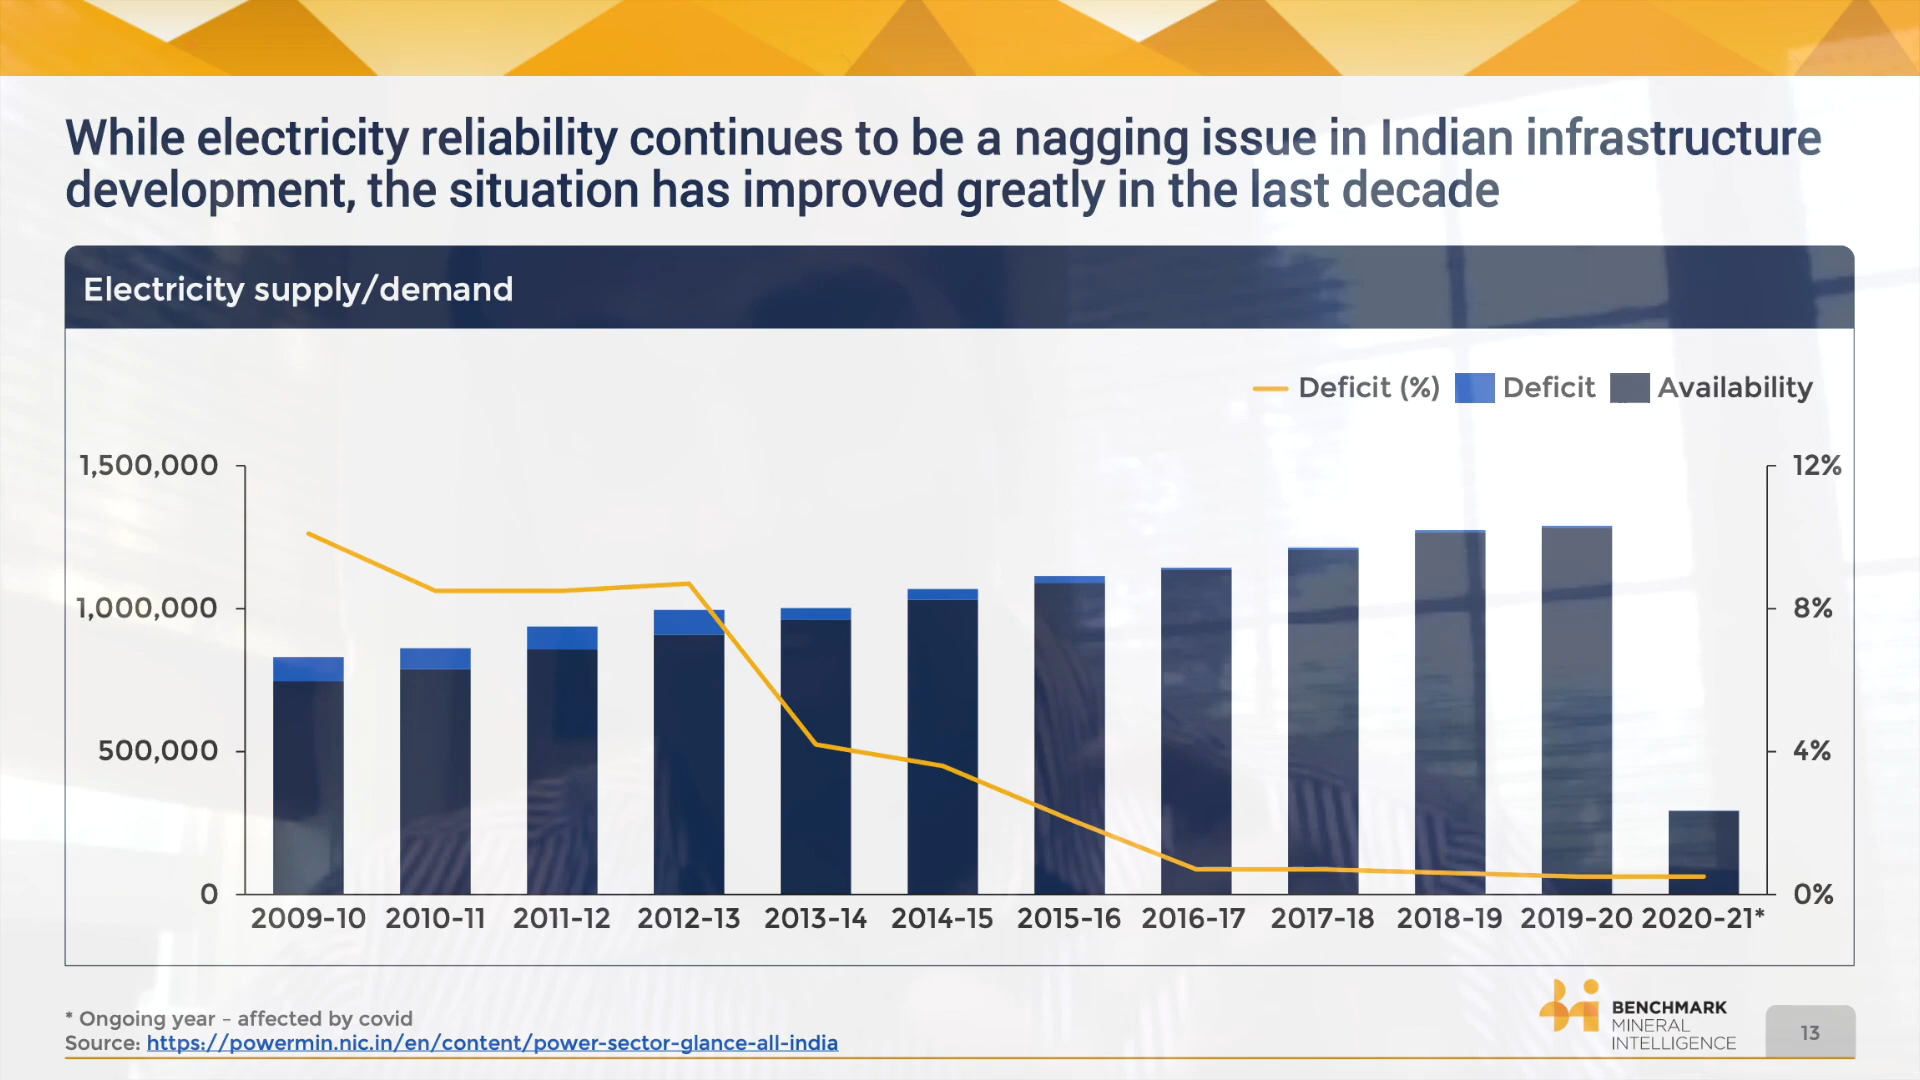 While electricity reliability continues to be a nagging issue in Indian infrastructure
development, the situation has improved greatly in the last decade
Electricity supply/demand
Deficit (%) Deficit Availability
1,500,000
1,000,000
500,000
0
12%
8%
4%
0%
2009-10 2010-11 2011-12 2012-13 2013-14 2014-15 2015-16 2016-17 2017-18 2018-19 2019-20 2020-21*
* Ongoing year – affected by covid
Source: https://powermin.nic.in/en/content/power-sector-glance-all-india
BENCHMARK
MINERAL
INTELLIGENCE
13